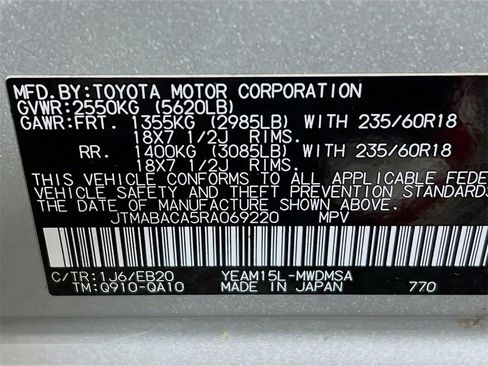 MFD.BY:TOYOTA MOTOR CORPORATION
GVWR:2550KG (5620LB)
GAWR:FRT. 1355KG (2985LB) WITH 235/60R18
18X7 1/2J RIMS.
RR. 1400KG (3085LB) WITH 235/60R18
18X7 1/2J RIMS.
THIS VEHICLE CONFORMS TO ALL APPLICABLE FEDE
VEHICLE SAFETY AND THEFT PREVENTION STANDARDS
EFFECT ON THE DATE OF MANUFACTURE SHOWN ABOVE.
JTMABACA5RA069220 MPV
C/TR:1J6/EB20 YEAM15L-MWDMSA
TM:Q910-QA10 MADE IN JAPAN 770